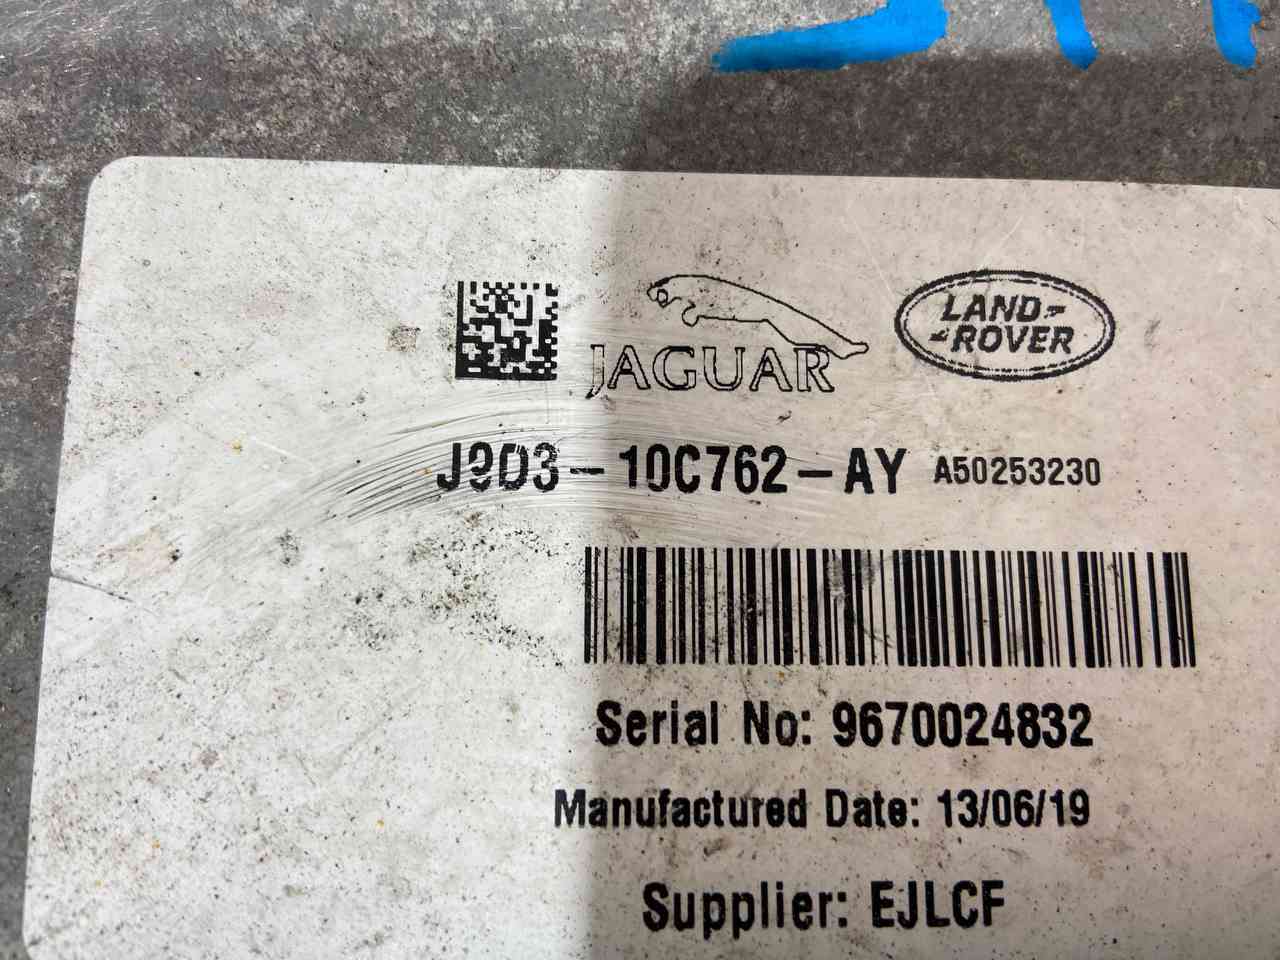 JAGUAR
LAND-
-ROVER
J9D3-10C762-AY A50253230
Serial No: 9670024832
Manufactured Date: 13/06/19
Supplier: EJLCF